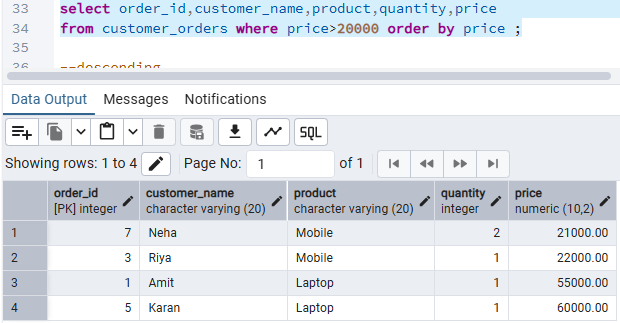 33 select order_id,customer_name,product,quantity,price
34 from customer_orders where price>20000 order by price ;
35
36 --descending
Data Output Messages Notifications
SQL
Showing rows: 1 to 4 Page No: 1 of 1
order_id customer_name product quantity price
[PK] integer character varying (20) character varying (20) integer numeric (10,2)
1 7 Neha Mobile 2 21000.00
2 3 Riya Mobile 1 22000.00
3 1 Amit Laptop 1 55000.00
4 5 Karan Laptop 1 60000.00